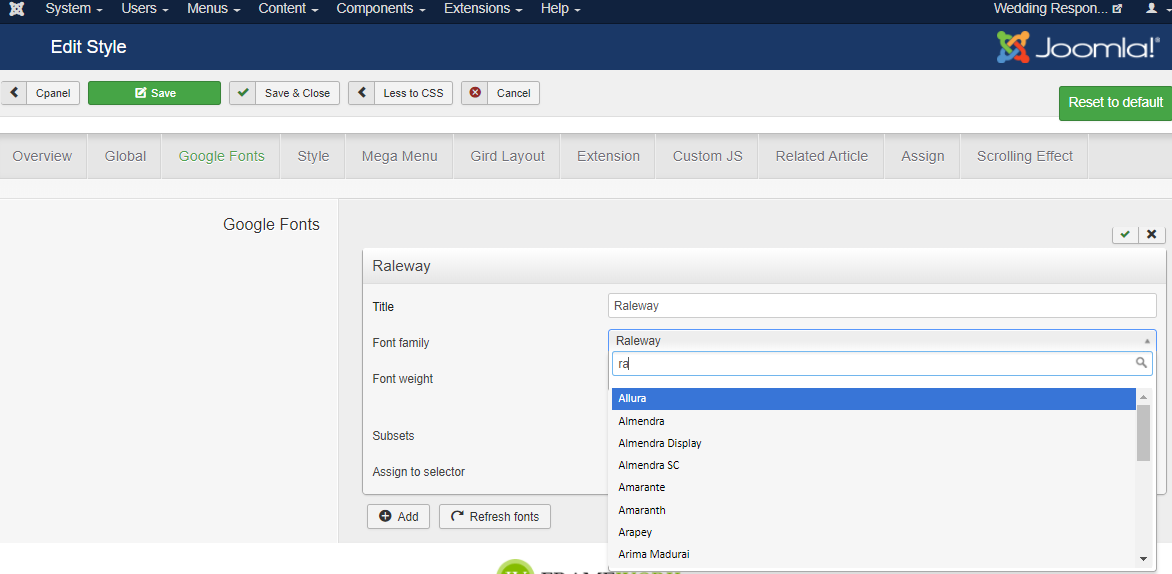 System Users Menus Content Components Extensions Help Wedding Respon...
Edit Style Joomla!®
Cpanel Save Save & Close Less to CSS Cancel
Reset to default
Overview Global Google Fonts Style Mega Menu Gird Layout Extension Custom JS Related Article Assign Scrolling Effect
Google Fonts
Raleway
Title Raleway
Font family Raleway
ra
Font weight
Allura
Almendra
Subsets
Almendra Display
Almendra SC
Assign to selector
Amarante
Amaranth
Add Refresh fonts
Arapey
Arima Madurai